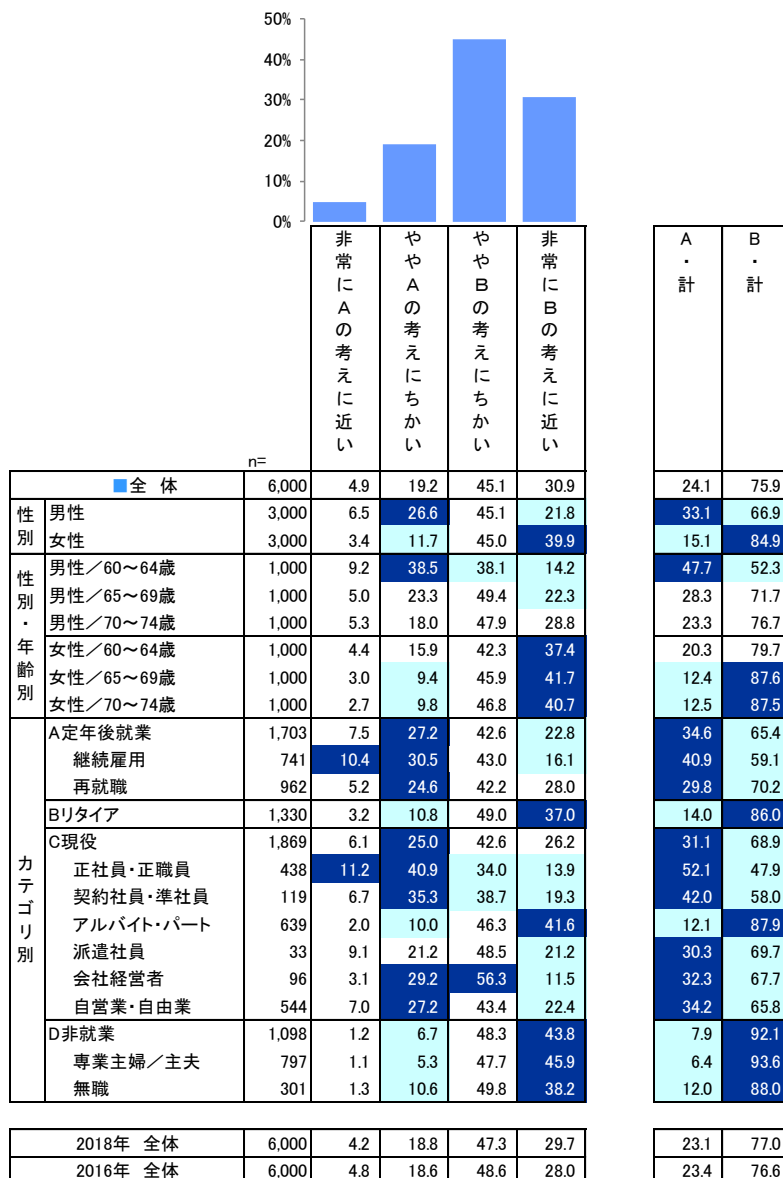 50%
40%
30%
20%
10%
0%
n=
非常にAの考えに近い
ややAの考えにちかい
ややBの考えにちかい
非常にBの考えに近い
A・計
B・計
■全 体 6,000 4.9 19.2 45.1 30.9 24.1 75.9
性別
男性 3,000 6.5 26.6 45.1 21.8 33.1 66.9
女性 3,000 3.4 11.7 45.0 39.9 15.1 84.9
性別・年齢別
男性／60～64歳 1,000 9.2 38.5 38.1 14.2 47.7 52.3
男性／65～69歳 1,000 5.0 23.3 49.4 22.3 28.3 71.7
男性／70～74歳 1,000 5.3 18.0 47.9 28.8 23.3 76.7
女性／60～64歳 1,000 4.4 15.9 42.3 37.4 20.3 79.7
女性／65～69歳 1,000 3.0 9.4 45.9 41.7 12.4 87.6
女性／70～74歳 1,000 2.7 9.8 46.8 40.7 12.5 87.5
カテゴリ別
A定年後就業 1,703 7.5 27.2 42.6 22.8 34.6 65.4
継続雇用 741 10.4 30.5 43.0 16.1 40.9 59.1
再就職 962 5.2 24.6 42.2 28.0 29.8 70.2
Bリタイア 1,330 3.2 10.8 49.0 37.0 14.0 86.0
C現役 1,869 6.1 25.0 42.6 26.2 31.1 68.9
正社員・正職員 438 11.2 40.9 34.0 13.9 52.1 47.9
契約社員・準社員 119 6.7 35.3 38.7 19.3 42.0 58.0
アルバイト・パート 639 2.0 10.0 46.3 41.6 12.1 87.9
派遣社員 33 9.1 21.2 48.5 21.2 30.3 69.7
会社経営者 96 3.1 29.2 56.3 11.5 32.3 67.7
自営業・自由業 544 7.0 27.2 43.4 22.4 34.2 65.8
D非就業 1,098 1.2 6.7 48.3 43.8 7.9 92.1
専業主婦／主夫 797 1.1 5.3 47.7 45.9 6.4 93.6
無職 301 1.3 10.6 49.8 38.2 12.0 88.0
2018年 全体 6,000 4.2 18.8 47.3 29.7 23.1 77.0
2016年 全体 6,000 4.8 18.6 48.6 28.0 23.4 76.6